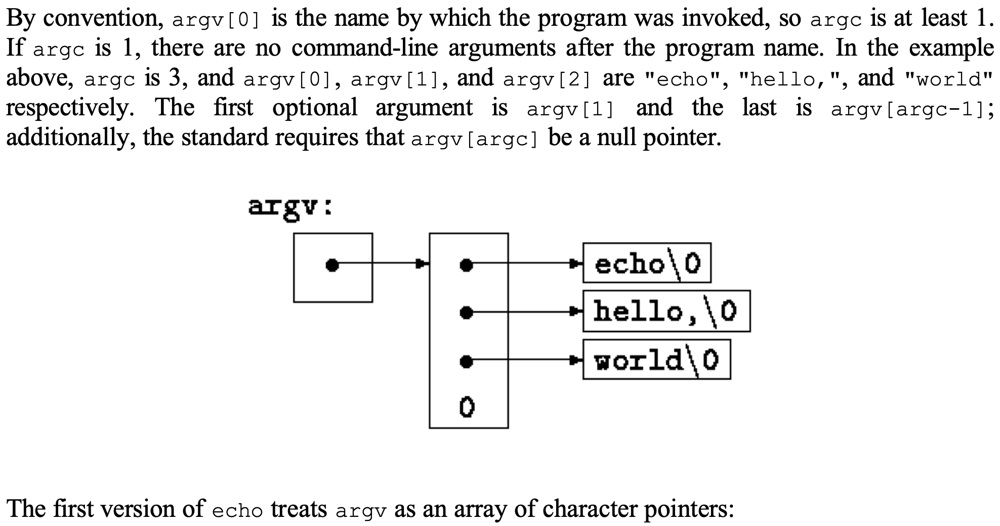 By convention, argv[0] is the name by which the program was invoked, so argc is at least 1.
If argc is 1, there are no command-line arguments after the program name. In the example
above, argc is 3, and argv[0], argv[1], and argv[2] are "echo", "hello,", and "world"
respectively. The first optional argument is argv[1] and the last is argv[argc-1];
additionally, the standard requires that argv[argc] be a null pointer.
argv:
echo\0
hello,\0
world\0
0
The first version of echo treats argv as an array of character pointers: